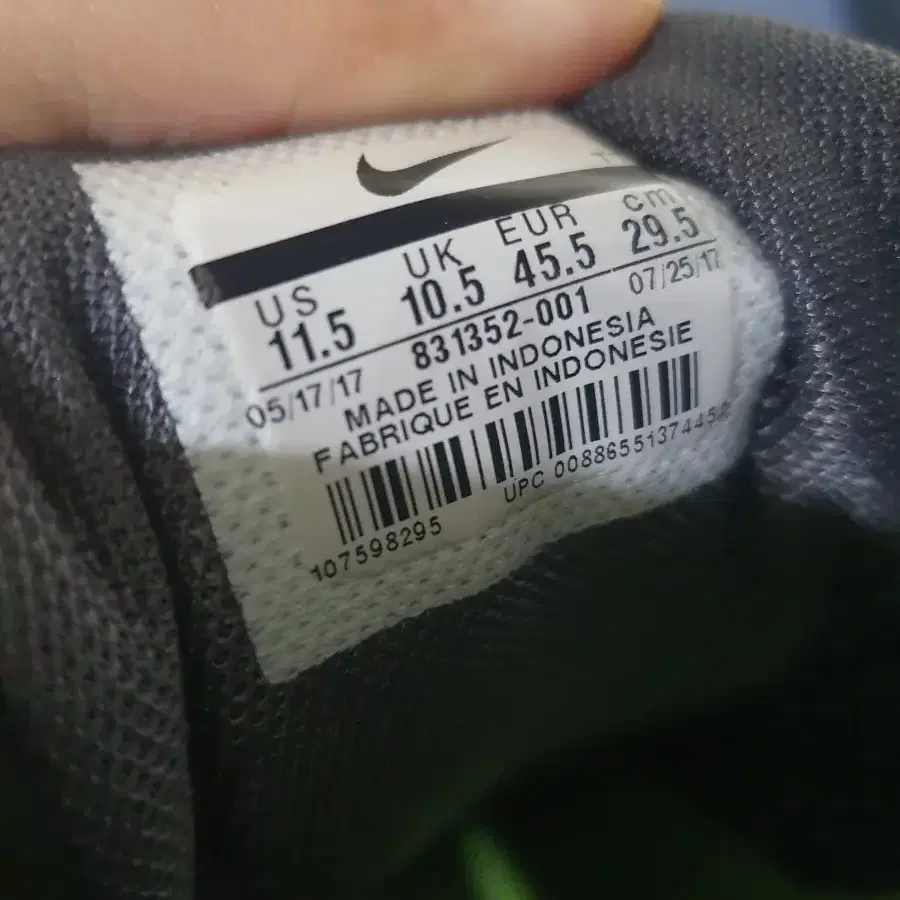 US UK EUR cm
11.5 10.5 45.5 29.5
05/17/17 831352-001 07/25/17
MADE IN INDONESIA
FABRIQUE EN INDONESIE
107598295 UPC 00886551374452